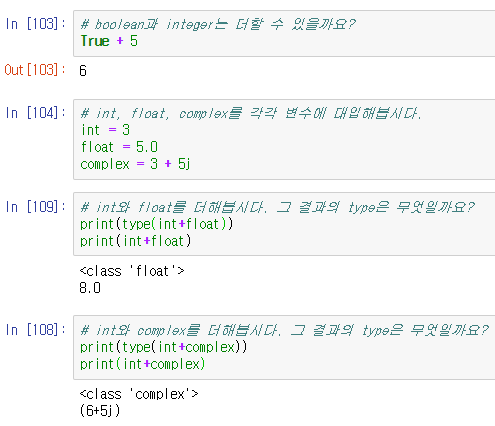 In [103]: # boolean과 integer는 더할 수 있을까요?
True + 5
Out[103]: 6
In [104]: # int, float, complex를 각각 변수에 대입해봅시다.
int = 3
float = 5.0
complex = 3 + 5j
In [109]: # int와 float를 더해봅시다. 그 결과의 type은 무엇일까요?
print(type(int+float))
print(int+float)
<class 'float'>
8.0
In [108]: # int와 complex를 더해봅시다. 그 결과의 type은 무엇일까요?
print(type(int+complex))
print(int+complex)
<class 'complex'>
(6+5j)